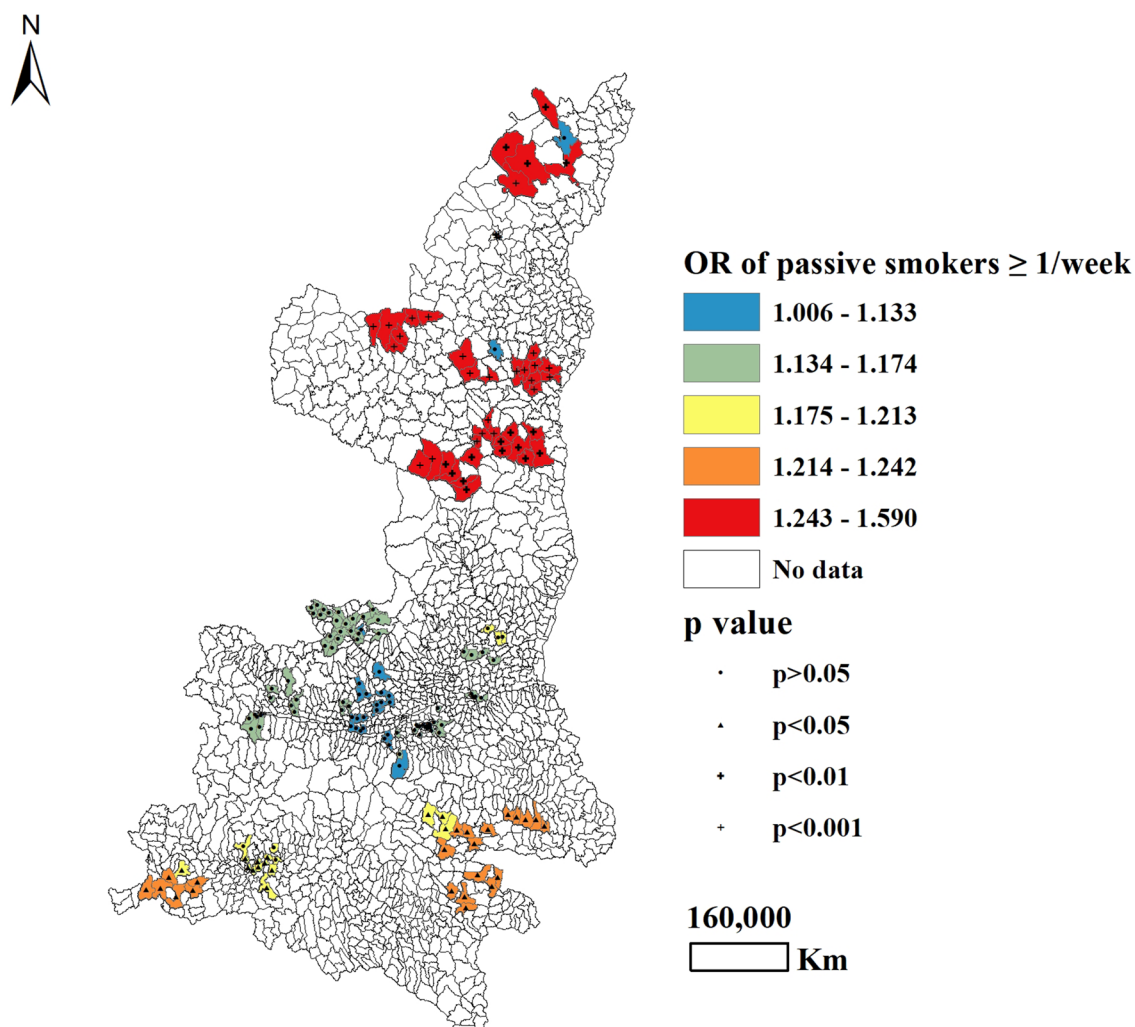 N
OR of passive smokers ≥ 1/week
1.006 - 1.133
1.134 - 1.174
1.175 - 1.213
1.214 - 1.242
1.243 - 1.590
No data
p value
p>0.05
p<0.05
p<0.01
p<0.001
160,000
Km